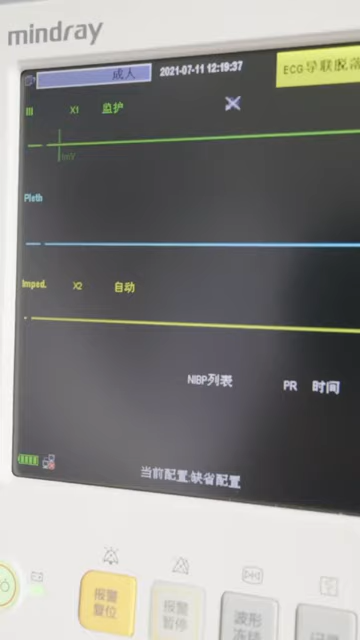 mindray
成人 2021-07-11 12:19:37 ECG导联脱落
III X1 监护
1mV
Pleth
Imped. X2 自动
NIBP列表 PR 时间
当前配置:缺省配置
报警 报警 波形
复位 暂停 冻结